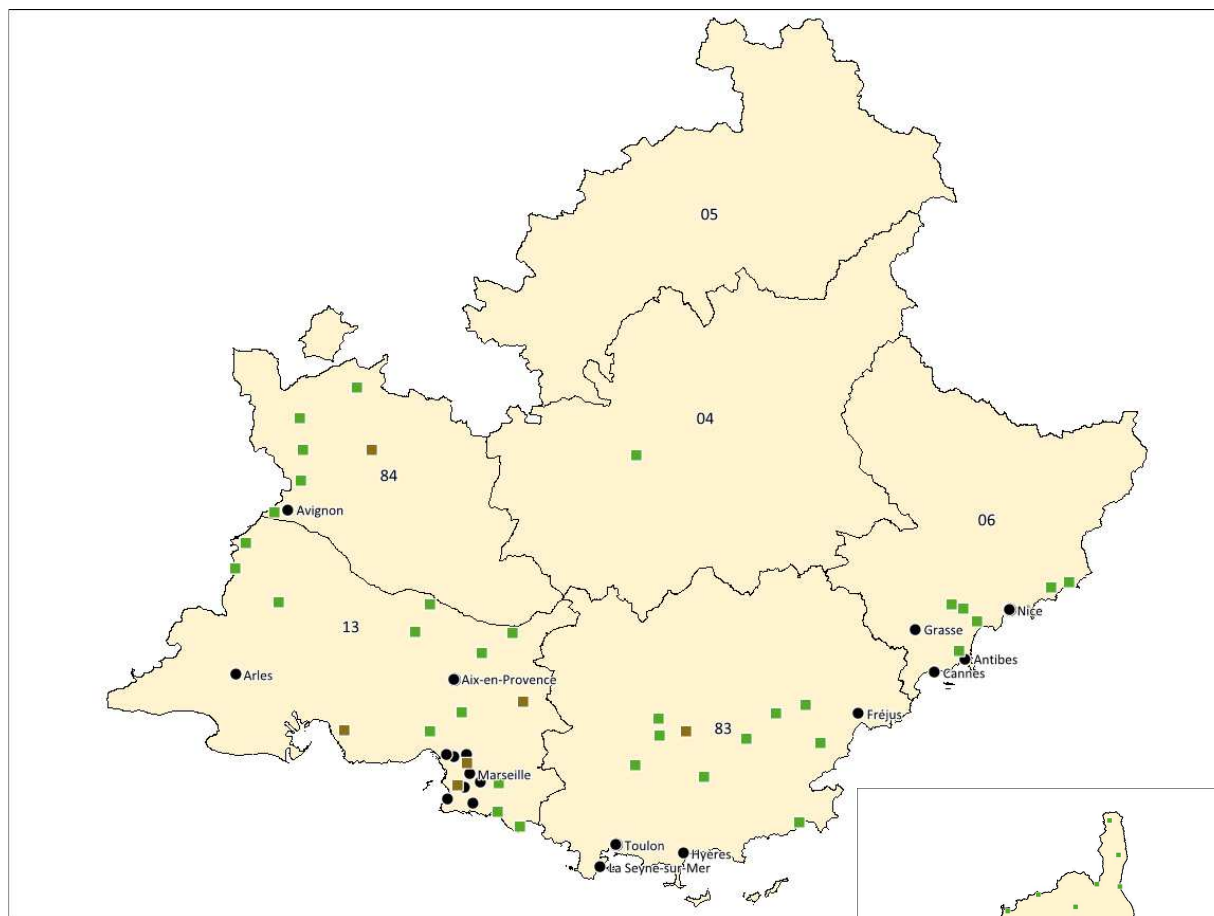 05
04
84
Avignon
06
13
Nice
Grasse
Arles
Antibes
Aix-en-Provence
Cannes
Fréjus
83
Marseille
Toulon
Hyères
La Seyne-sur-Mer